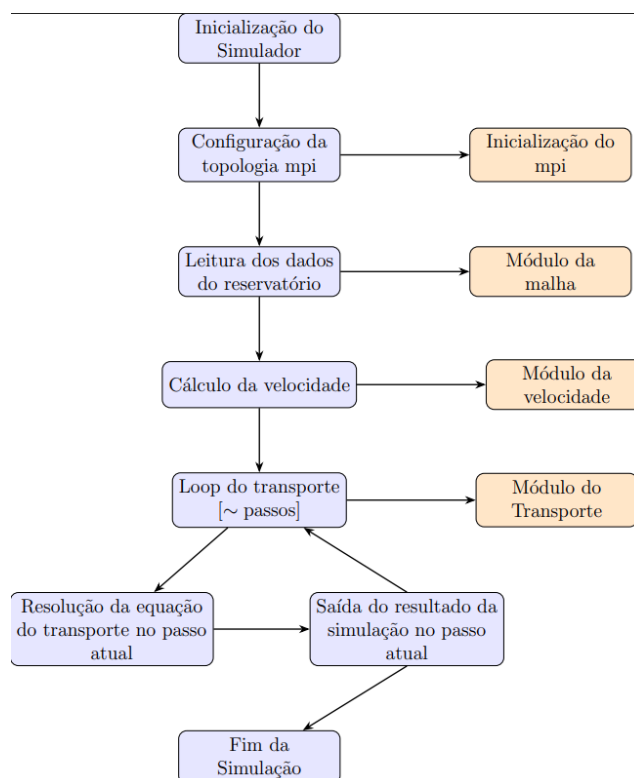 Inicialização do
Simulador
Configuração da
topologia mpi
Inicialização do
mpi
Leitura dos dados
do reservatório
Módulo da
malha
Cálculo da velocidade
Módulo da
velocidade
Loop do transporte
[∼ passos]
Módulo do
Transporte
Resolução da equação
do transporte no passo
atual
Saída do resultado da
simulação no passo
atual
Fim da
Simulação